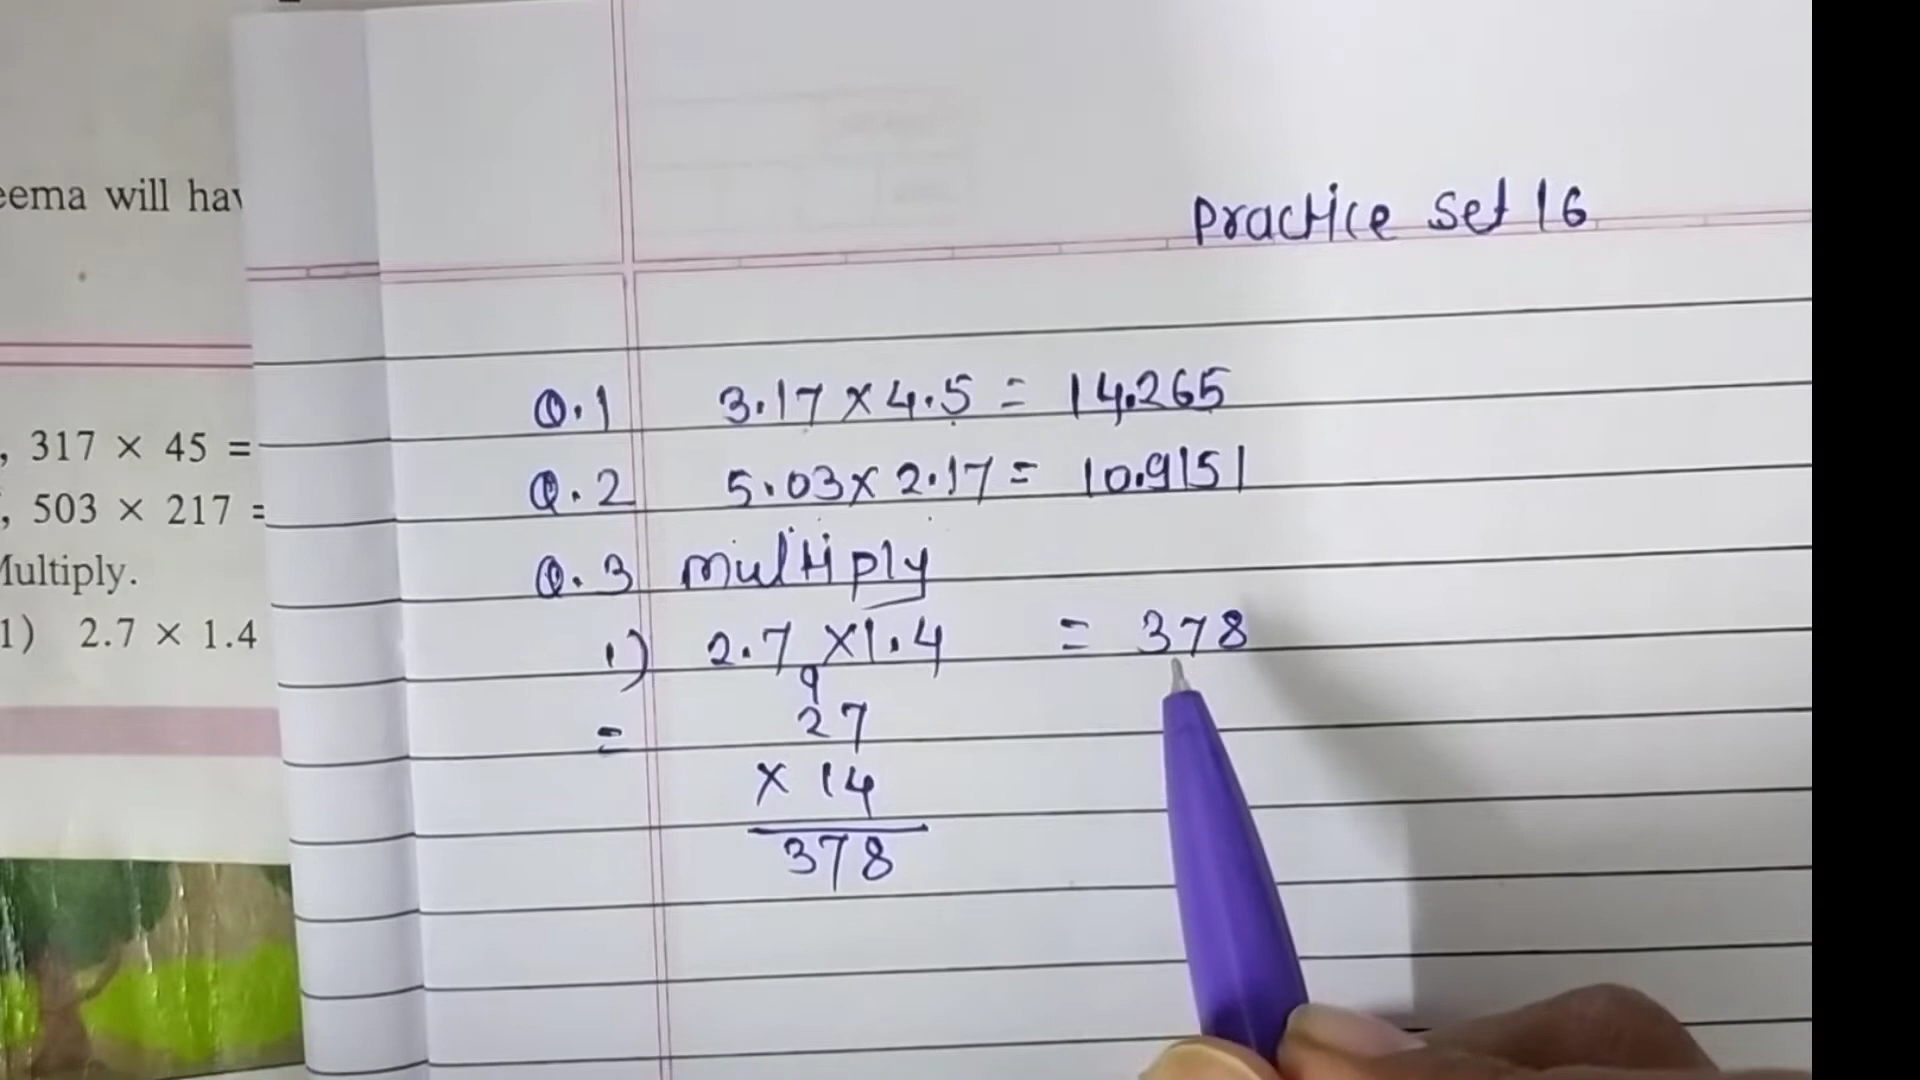 eema will hav
, 317 × 45 =
, 503 × 217 =
Multiply.
1) 2.7 × 1.4
Practice Set 16
Q.1 3.17 × 4.5 = 14.265
Q.2 5.03 × 2.17 = 10.9151
Q.3 Multiply
1) 2.7 × 1.4 = 378
9
= 27
× 14
378